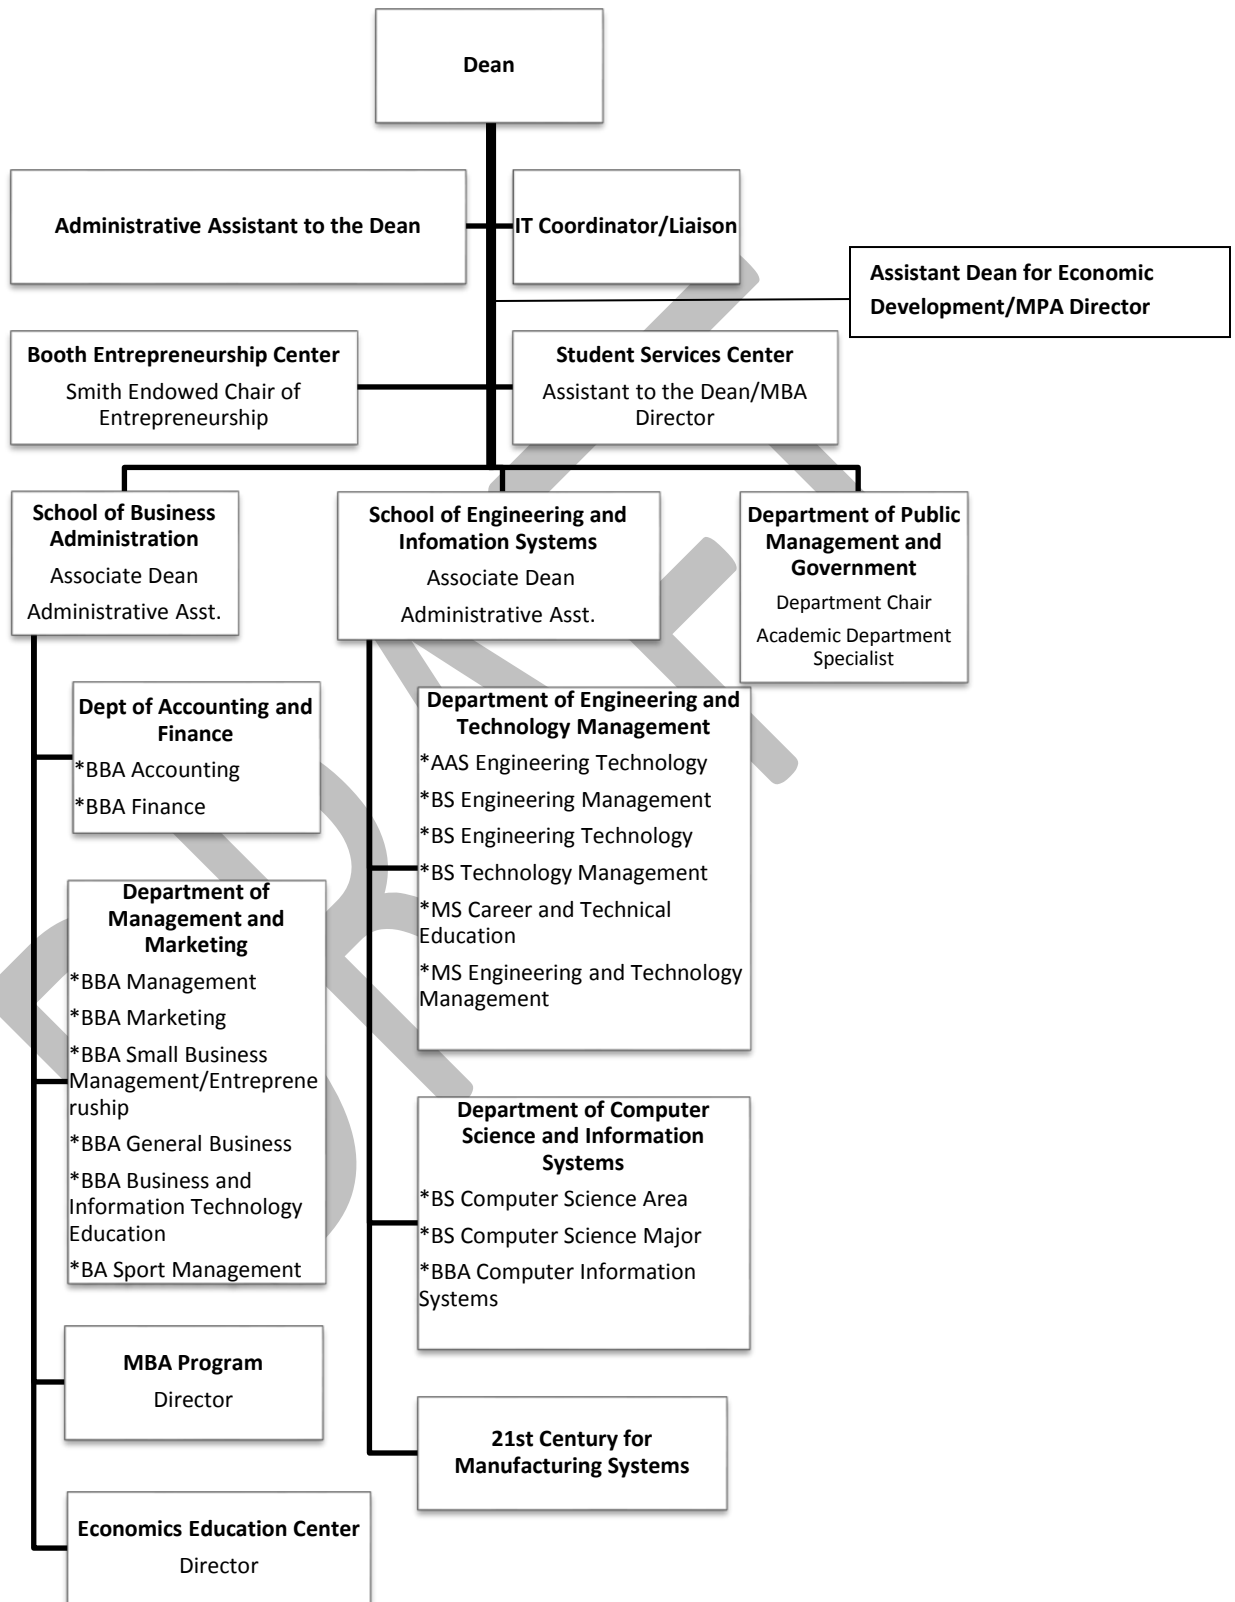 Dean
Administrative Assistant to the Dean
IT Coordinator/Liaison
Assistant Dean for Economic
Development/MPA Director
Booth Entrepreneurship Center
Smith Endowed Chair of
Entrepreneurship
Student Services Center
Assistant to the Dean/MBA
Director
School of Business
Administration
Associate Dean
Administrative Asst.
School of Engineering and
Infomation Systems
Associate Dean
Administrative Asst.
Department of Public
Management and
Government
Department Chair
Academic Department
Specialist
Dept of Accounting and
Finance
*BBA Accounting
*BBA Finance
Department of
Management and
Marketing
*BBA Management
*BBA Marketing
*BBA Small Business
Management/Entreprene
ruship
*BBA General Business
*BBA Business and
Information Technology
Education
*BA Sport Management
MBA Program
Director
Economics Education Center
Director
Department of Engineering and
Technology Management
*AAS Engineering Technology
*BS Engineering Management
*BS Engineering Technology
*BS Technology Management
*MS Career and Technical
Education
*MS Engineering and Technology
Management
Department of Computer
Science and Information
Systems
*BS Computer Science Area
*BS Computer Science Major
*BBA Computer Information
Systems
21st Century for
Manufacturing Systems
DRAFT